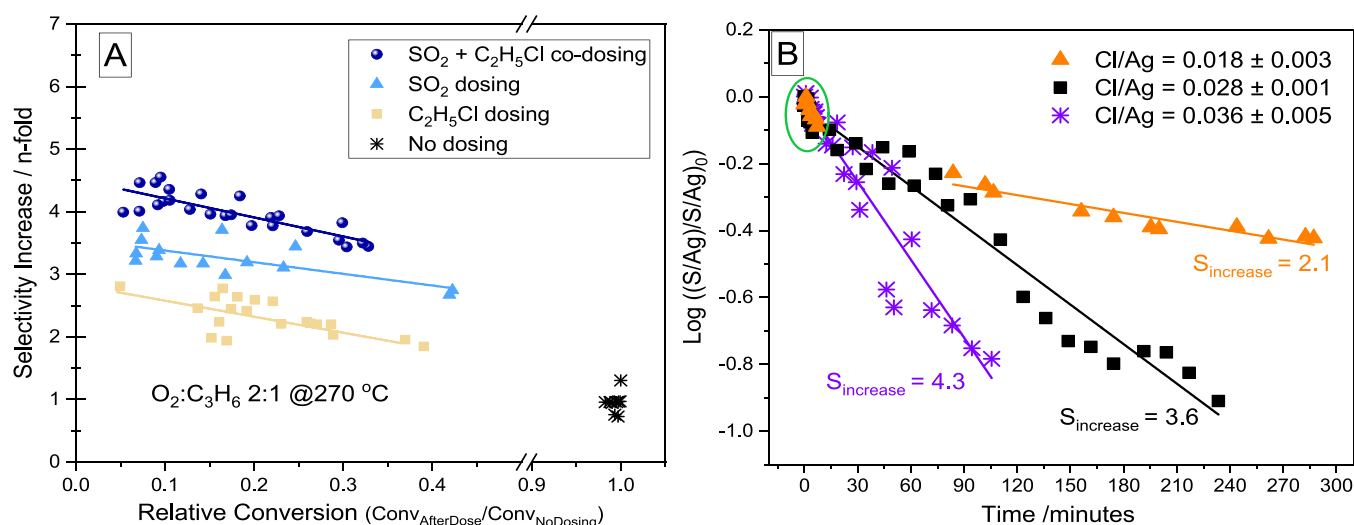 A
SO₂ + C₂H₅Cl co-dosing
SO₂ dosing
C₂H₅Cl dosing
No dosing
O₂:C₃H₆ 2:1 @270 °C
Selectivity Increase / n-fold
7
6
5
4
3
2
1
0
0.0 0.1 0.2 0.3 0.4 0.9 1.0
Relative Conversion (Conv_AfterDose/Conv_NoDosing)
B
Cl/Ag = 0.018 ± 0.003
Cl/Ag = 0.028 ± 0.001
Cl/Ag = 0.036 ± 0.005
S_increase = 2.1
S_increase = 4.3
S_increase = 3.6
Log ((S/Ag)/S/Ag)₀)
0.2
0.0
-0.2
-0.4
-0.6
-0.8
-1.0
0 30 60 90 120 150 180 210 240 270 300
Time /minutes